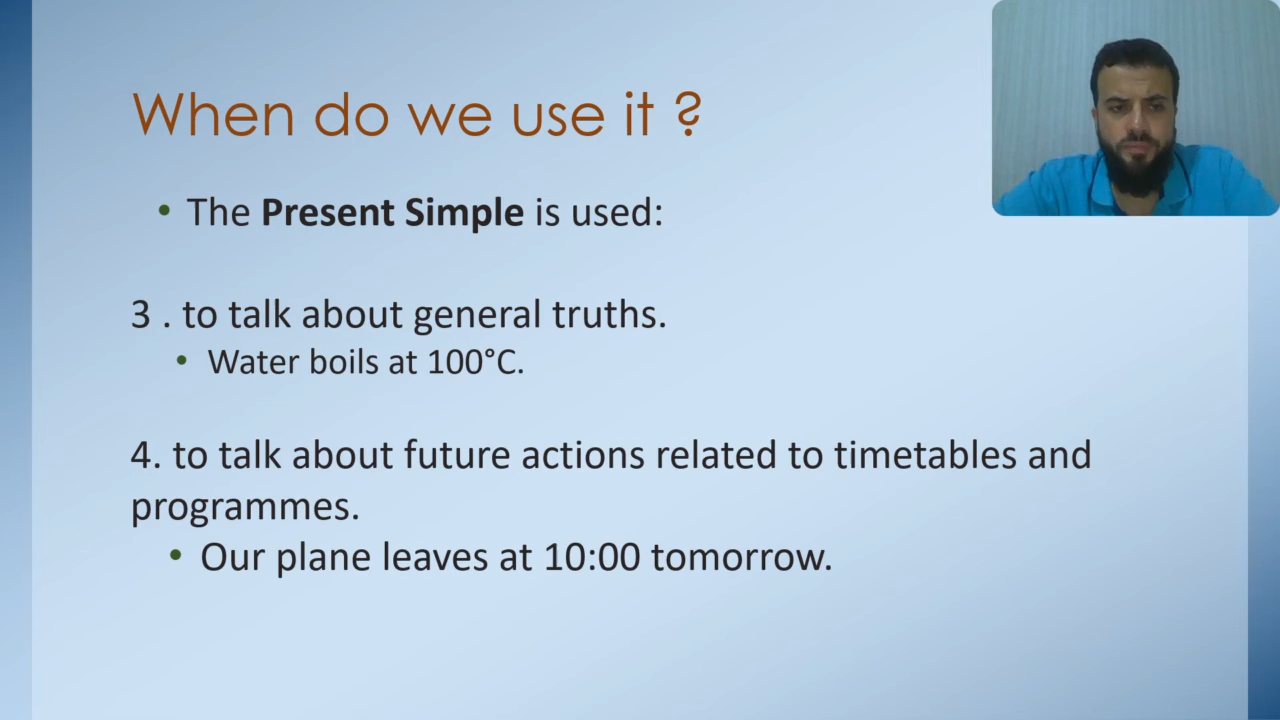 When do we use it ?
• The Present Simple is used:
3 . to talk about general truths.
• Water boils at 100°C.
4. to talk about future actions related to timetables and
programmes.
• Our plane leaves at 10:00 tomorrow.